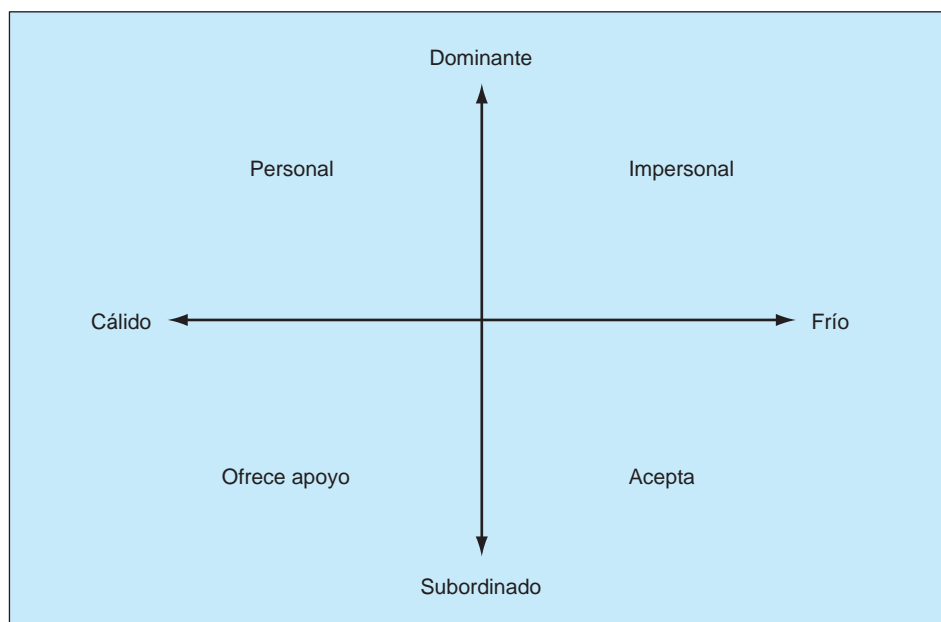 Dominante
Personal
Impersonal
Cálido
Frío
Ofrece apoyo
Acepta
Subordinado